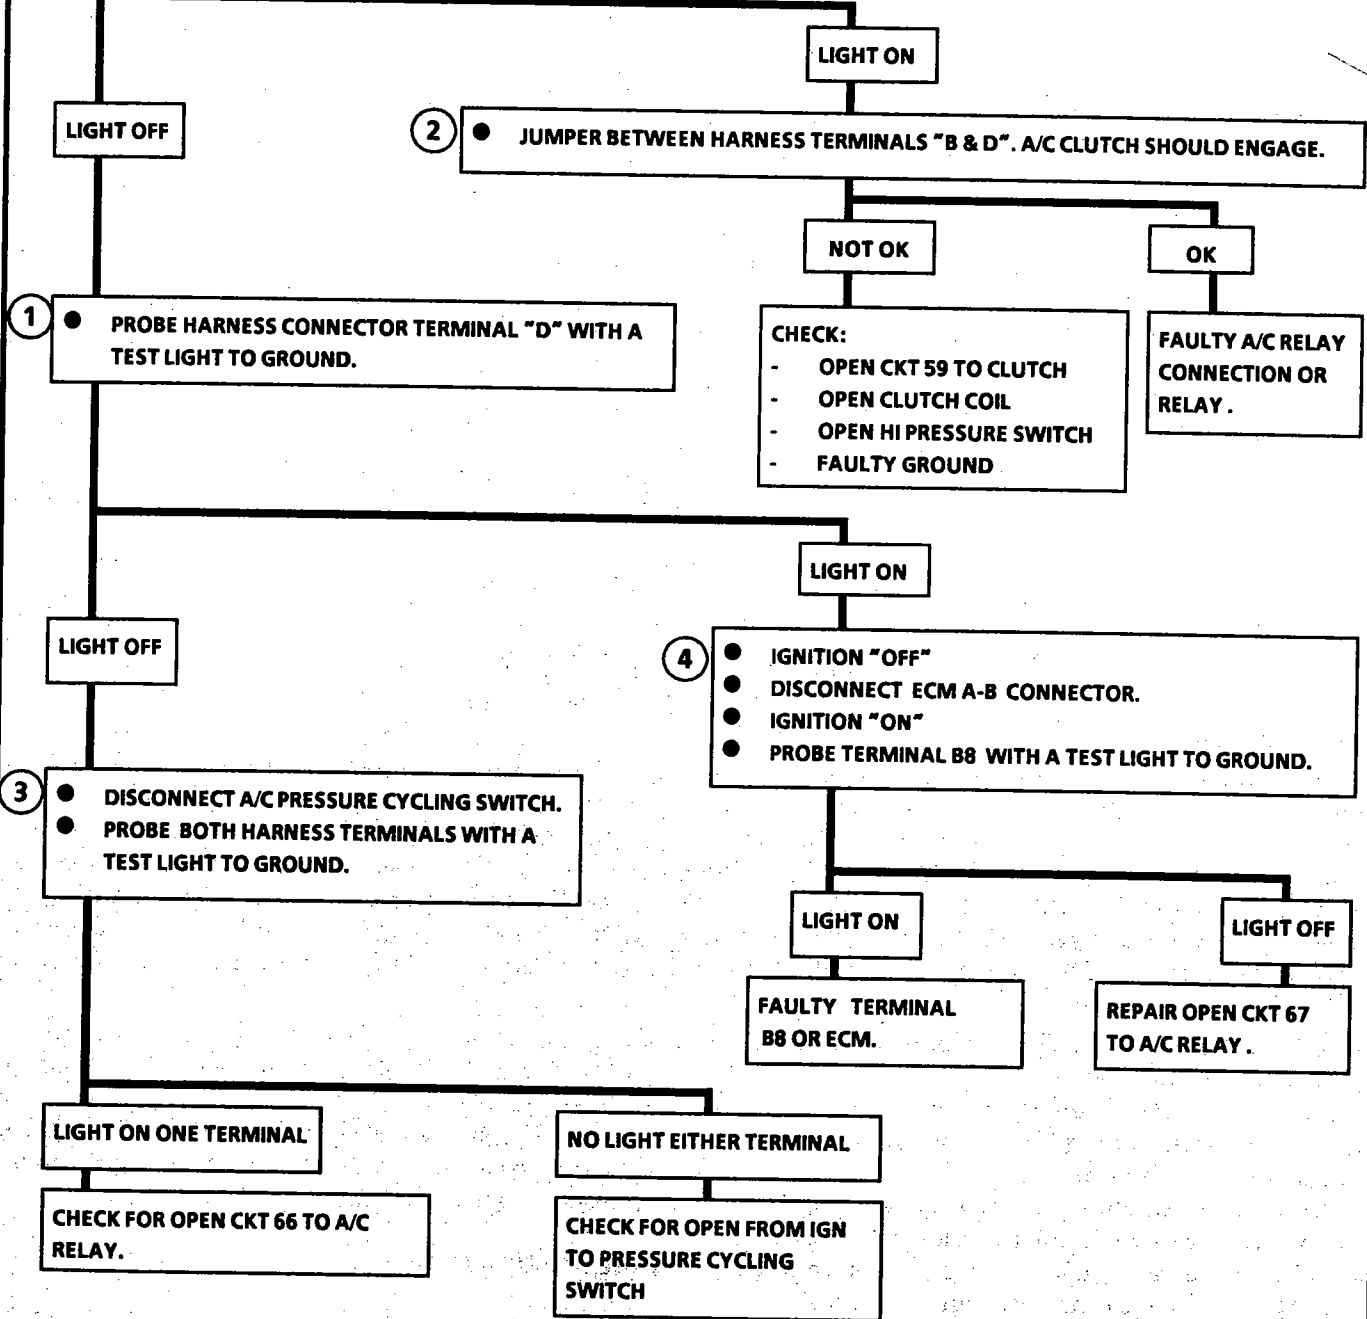 LIGHT ON
LIGHT OFF
2
● JUMPER BETWEEN HARNESS TERMINALS "B & D". A/C CLUTCH SHOULD ENGAGE.
NOT OK
OK
1
● PROBE HARNESS CONNECTOR TERMINAL "D" WITH A
TEST LIGHT TO GROUND.
CHECK:
- OPEN CKT 59 TO CLUTCH
- OPEN CLUTCH COIL
- OPEN HI PRESSURE SWITCH
- FAULTY GROUND
FAULTY A/C RELAY
CONNECTION OR
RELAY.
LIGHT ON
LIGHT OFF
4
● IGNITION "OFF"
● DISCONNECT ECM A-B CONNECTOR.
● IGNITION "ON"
● PROBE TERMINAL B8 WITH A TEST LIGHT TO GROUND.
3
● DISCONNECT A/C PRESSURE CYCLING SWITCH.
● PROBE BOTH HARNESS TERMINALS WITH A
TEST LIGHT TO GROUND.
LIGHT ON
LIGHT OFF
FAULTY TERMINAL
B8 OR ECM.
REPAIR OPEN CKT 67
TO A/C RELAY.
LIGHT ON ONE TERMINAL
NO LIGHT EITHER TERMINAL
CHECK FOR OPEN CKT 66 TO A/C
RELAY.
CHECK FOR OPEN FROM IGN
TO PRESSURE CYCLING
SWITCH